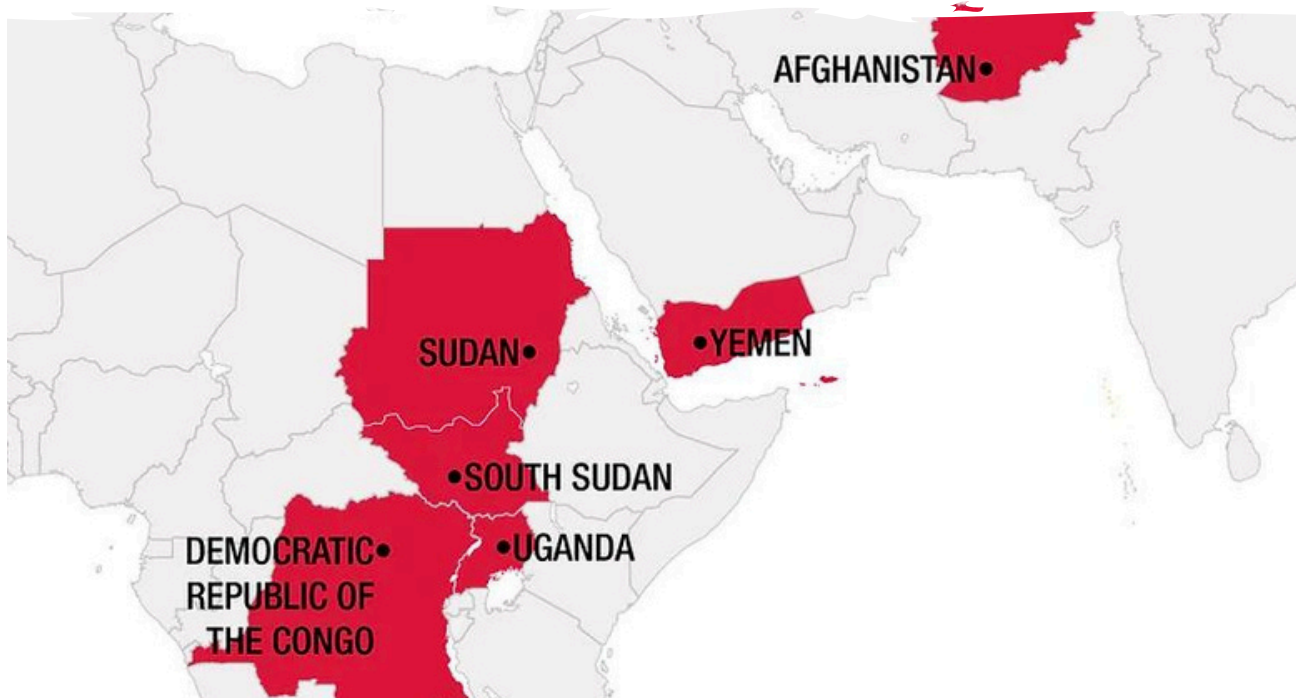 AFGHANISTAN
SUDAN
YEMEN
SOUTH SUDAN
DEMOCRATIC
REPUBLIC OF
THE CONGO
UGANDA